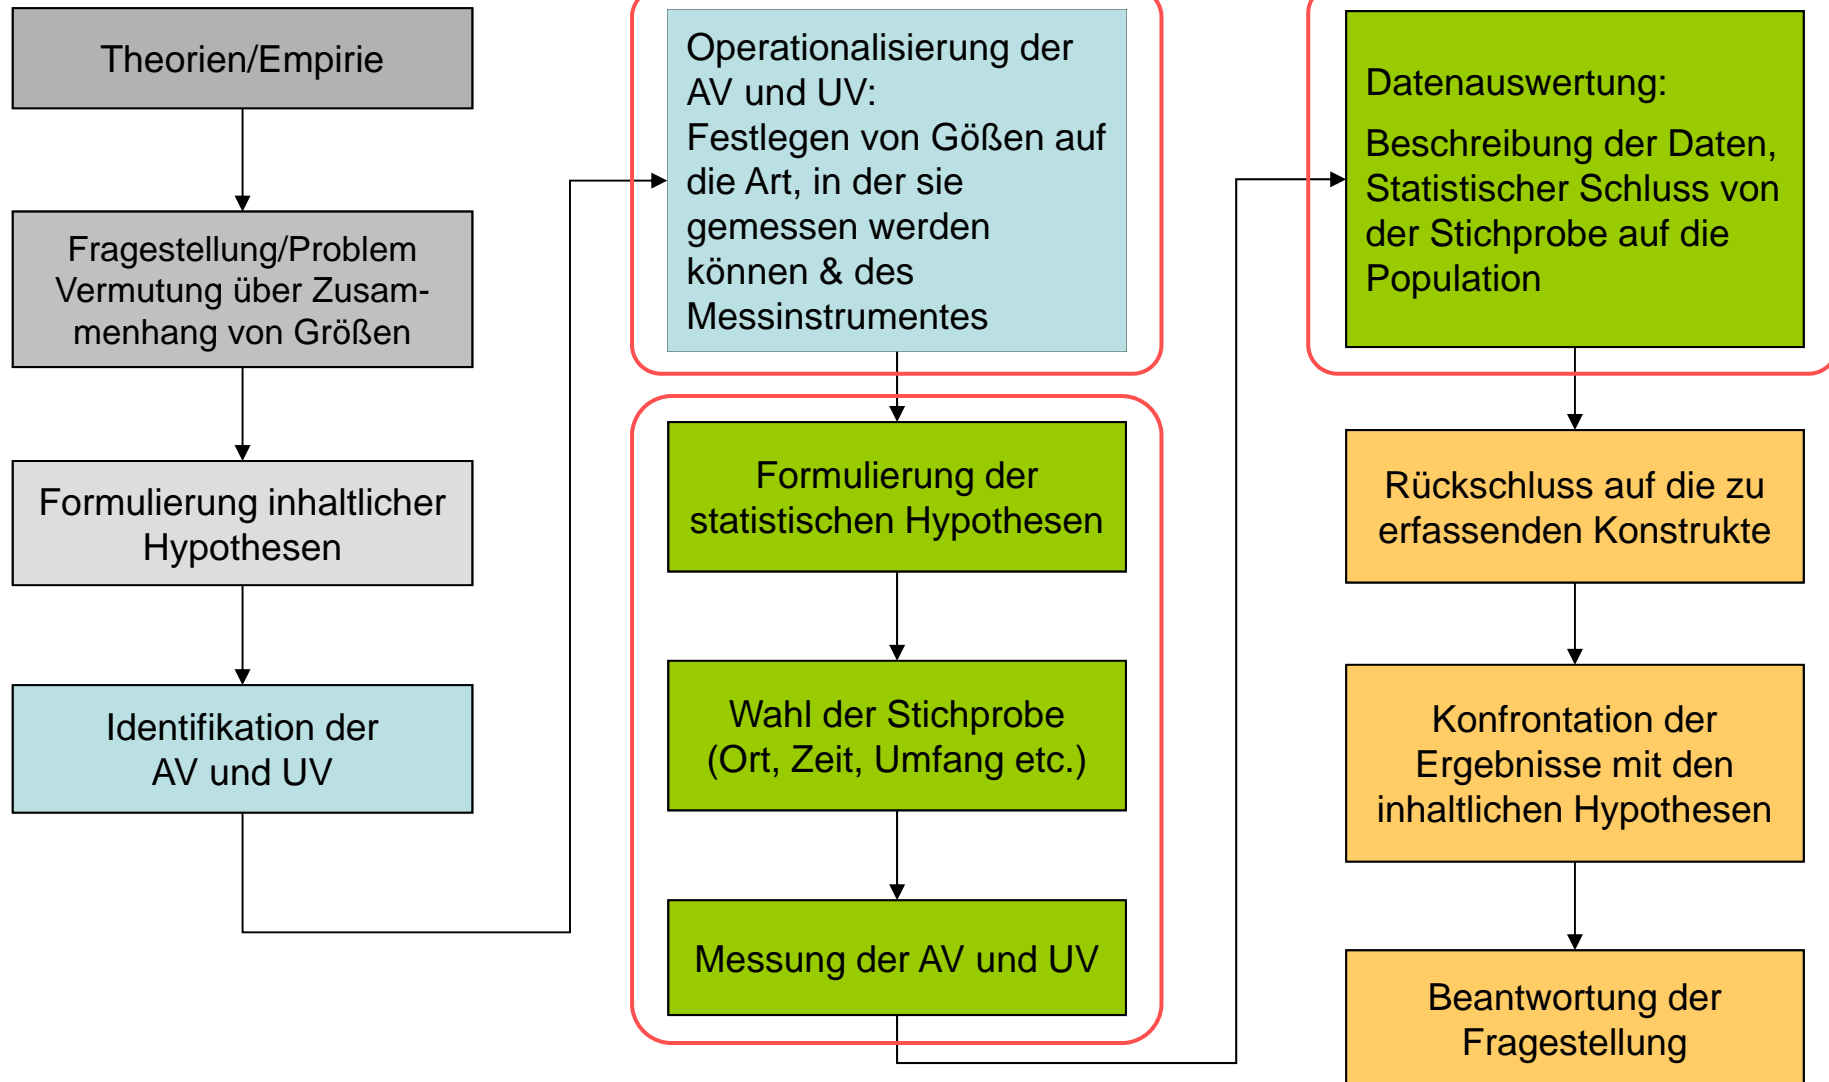 Theorien/Empirie
Fragestellung/Problem
Vermutung über Zusam-
menhang von Größen
Formulierung inhaltlicher
Hypothesen
Identifikation der
AV und UV
Operationalisierung der
AV und UV:
Festlegen von Gößen auf
die Art, in der sie
gemessen werden
können & des
Messinstrumentes
Formulierung der
statistischen Hypothesen
Wahl der Stichprobe
(Ort, Zeit, Umfang etc.)
Messung der AV und UV
Datenauswertung:
Beschreibung der Daten,
Statistischer Schluss von
der Stichprobe auf die
Population
Rückschluss auf die zu
erfassenden Konstrukte
Konfrontation der
Ergebnisse mit den
inhaltlichen Hypothesen
Beantwortung der
Fragestellung